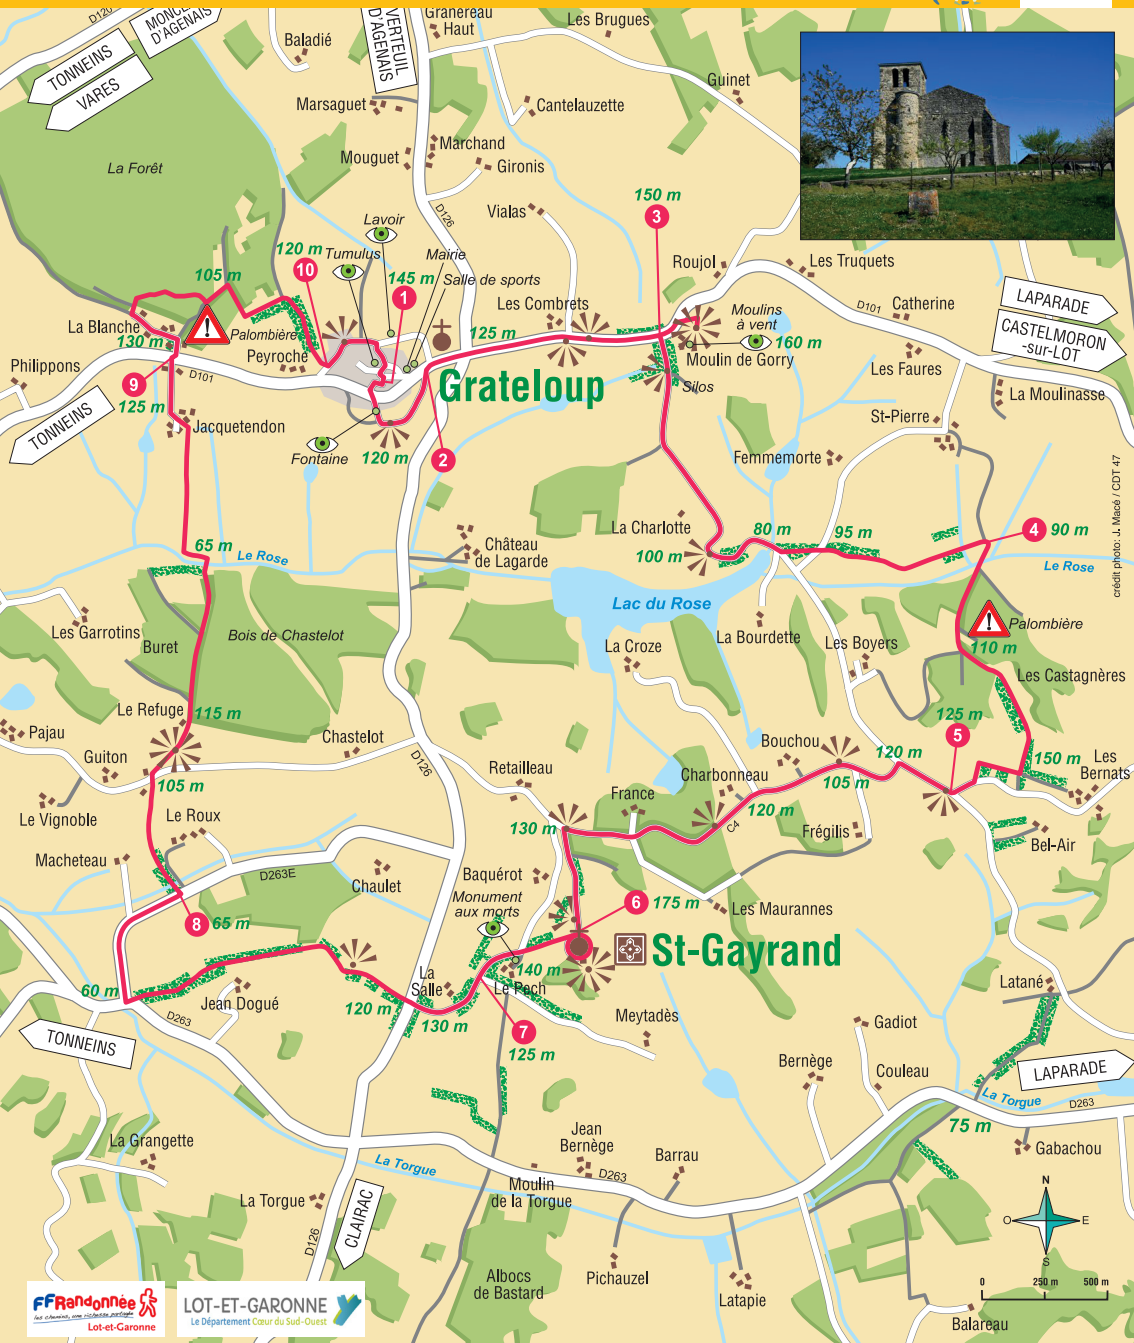 D120
MONCLAR
D'AGENAIS
TONNEINS
VARES
VERTEUIL
D'AGENAIS
Granereau
Haut
Les Brugues
Baladié
Guinet
Marsaguet
Cantelauzette
Marchand
Mouguet
Gironis
La Forêt
D126
Vialas
150 m
3
Lavoir
120 m
Tumulus
Mairie
10
145 m
Salle de sports
1
105 m
Roujol
Les Truquets
LAPARADE
CASTELMORON
-sur-LOT
D101
Catherine
Les Combrets
Moulins
à vent
160 m
La Blanche
130 m
Palombière
Peyroche
125 m
Moulin de Gorry
Les Faures
Philippons
9
D101
125 m
Grateloup
Silos
La Moulinasse
TONNEINS
Jacquetendon
St-Pierre
Fontaine
120 m
2
Femmemorte
crédit photo: J. Macé / CDT 47
La Charlotte
80 m
95 m
4
90 m
65 m
Le Rose
Château
de Lagarde
100 m
Le Rose
Lac du Rose
Palombière
Les Garrotins
Buret
Bois de Chastelot
La Croze
La Bourdette
Les Boyers
110 m
Les Castagnères
Le Refuge
115 m
125 m
5
Pajau
Guiton
Chastelot
D126
Retailleau
Bouchou
120 m
150 m
Les
Bernats
105 m
Charbonneau
105 m
Le Vignoble
Le Roux
France
120 m
C4
130 m
Frégilis
Bel-Air
Macheteau
D263E
Chaulet
Baquérot
Monument
aux morts
6
175 m
Les Maurannes
8
65 m
St-Gayrand
140 m
Le Pech
La
Salle
Latané
60 m
Jean Dogué
120 m
130 m
7
125 m
D263
TONNEINS
Meytadès
Gadiot
Bernège
Couleau
LAPARADE
La Torgue
D263
75 m
Gabachou
La Grangette
Jean
Bernège
La Torgue
Barrau
D263
Moulin
de la Torgue
La Torgue
CLAIRAC
D126
N
O
E
S
Pichauzel
Albocs
de Bastard
Latapie
0
250 m
500 m
Balareau
FFRandonnée
les chemins, une richesse partagée
Lot-et-Garonne
LOT-ET-GARONNE
Le Département Cœur du Sud-Ouest